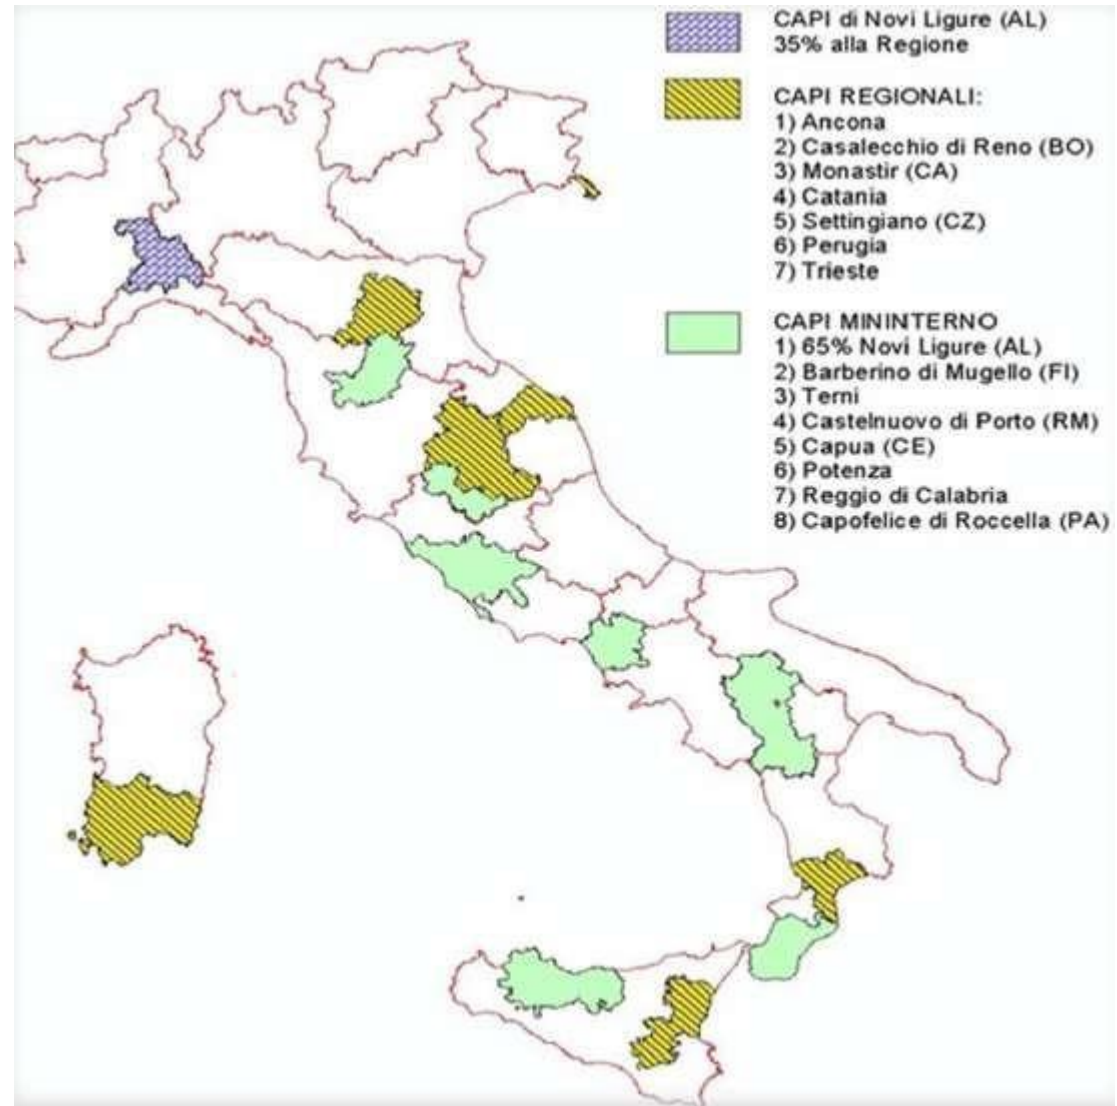 CAPI di Novi Ligure (AL)
35% alla Regione
CAPI REGIONALI:
1) Ancona
2) Casalecchio di Reno (BO)
3) Monastir (CA)
4) Catania
5) Settingiano (CZ)
6) Perugia
7) Trieste
CAPI MININTERNO
1) 65% Novi Ligure (AL)
2) Barberino di Mugello (FI)
3) Terni
4) Castelnuovo di Porto (RM)
5) Capua (CE)
6) Potenza
7) Reggio di Calabria
8) Capofelice di Roccella (PA)